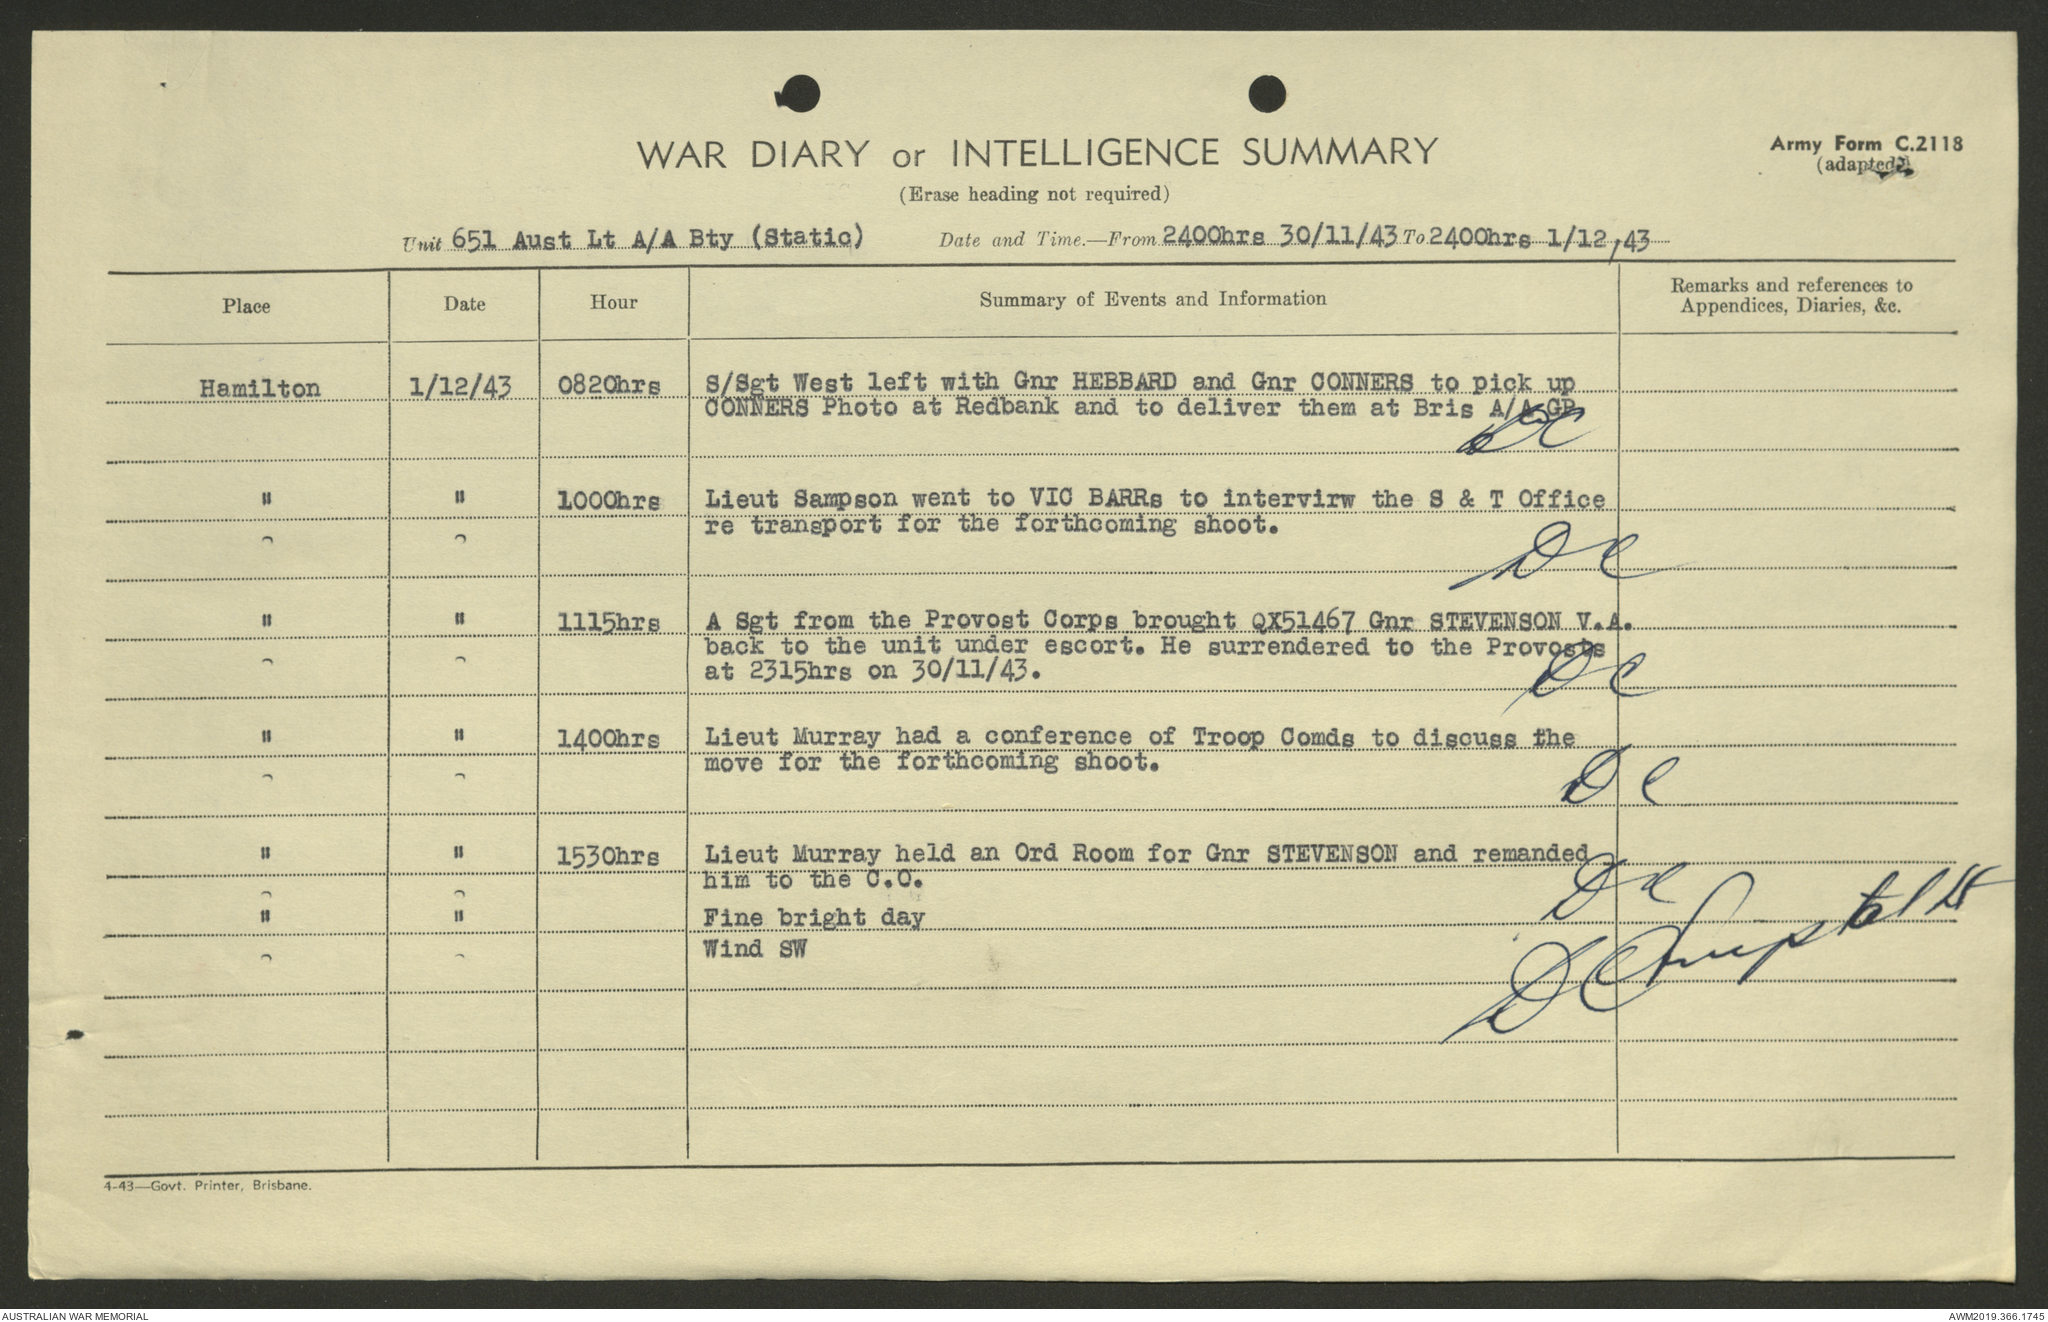 WAR DIARY or INTELLIGENCE SUMMARY
Army Form C.2118
(adapted)
(Erase heading not required)
Unit 651 Aust Lt A/A Bty (Static) Date and Time.—From 2400hrs 30/11/43 To 2400hrs 1/12,43
Place Date Hour Summary of Events and Information Remarks and references to
Appendices, Diaries, &c.
Hamilton 1/12/43 0820hrs S/Sgt West left with Gnr HEBBARD and Gnr CONNERS to pick up
CONNERS Photo at Redbank and to deliver them at Bris A/A GP
DC
" " 1000hrs Lieut Sampson went to VIC BARRs to intervirw the S & T Office
re transport for the forthcoming shoot.
DC
" " 1115hrs A Sgt from the Provost Corps brought QX51467 Gnr STEVENSON V.A.
back to the unit under escort. He surrendered to the Provosts
at 2315hrs on 30/11/43.
DC
" " 1400hrs Lieut Murray had a conference of Troop Comds to discuss the
move for the forthcoming shoot.
DC
" " 1530hrs Lieut Murray held an Ord Room for Gnr STEVENSON and remanded
him to the C.O.
DC
" " Fine bright day
Wind SW
4-43—Govt. Printer, Brisbane.
AUSTRALIAN WAR MEMORIAL
AWM2019.366.1745